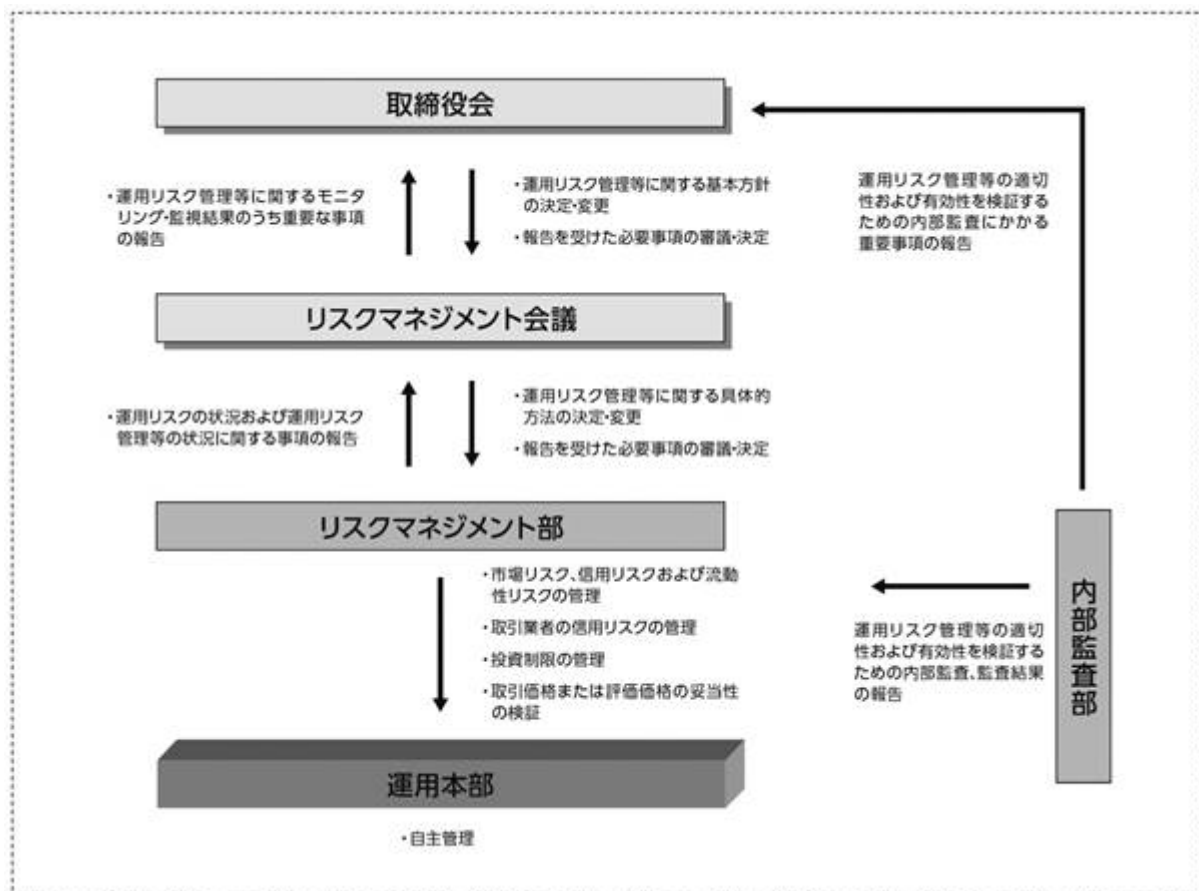 取締役会
・運用リスク管理等に関するモニタ
リング・監視結果のうち重要な事項
の報告
・運用リスク管理等に関する基本方針
の決定・変更
・報告を受けた必要事項の審議・決定
運用リスク管理等の適切
性および有効性を検証する
ための内部監査にかかる
重要事項の報告
リスクマネジメント会議
・運用リスクの状況および運用リスク
管理等の状況に関する事項の報告
・運用リスク管理等に関する具体的
方法の決定・変更
・報告を受けた必要事項の審議・決定
リスクマネジメント部
・市場リスク、信用リスクおよび流動
性リスクの管理
・取引業者の信用リスクの管理
・投資制限の管理
・取引価格または評価価格の妥当性
の検証
運用リスク管理等の適切
性および有効性を検証する
ための内部監査、監査結果
の報告
内部監査部
運用本部
・自主管理